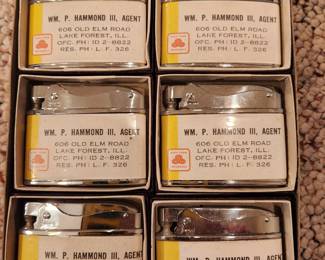 WM. P. HAMMOND III, AGENT
606 OLD ELM ROAD
LAKE FOREST, ILL.
OFC. PH: ID 2-8822
RES. PH: L. F. 326
WM. P. HAMMOND III, AGENT
606 OLD ELM ROAD
LAKE FOREST, ILL.
OFC. PH: ID 2-8822
RES. PH: L. F. 326
WM. P. HAMMOND III, AGENT
606 OLD ELM ROAD
LAKE FOREST, ILL.
OFC. PH: ID 2-8822
RES. PH: L. F. 326
WM. P. HAMMOND III, AGENT
606 OLD ELM ROAD
LAKE FOREST, ILL.
OFC. PH: ID 2-8822
RES. PH: L. F. 326
WM. P. HAMMOND III, AGENT
WM. P. HAMMOND III, AGENT